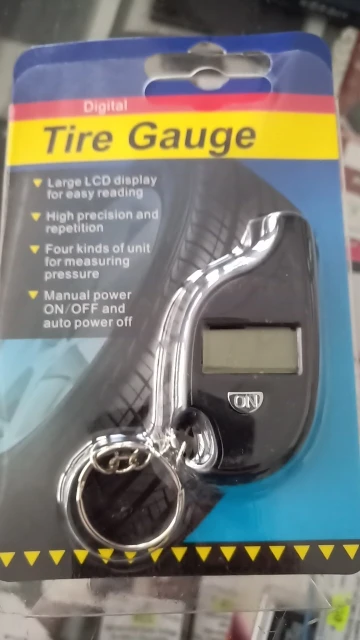 Digital
Tire Gauge
Large LCD display
for easy reading
High precision and
repetition
Four kinds of unit
for measuring
pressure
Manual power
ON/OFF and
auto power off
ON